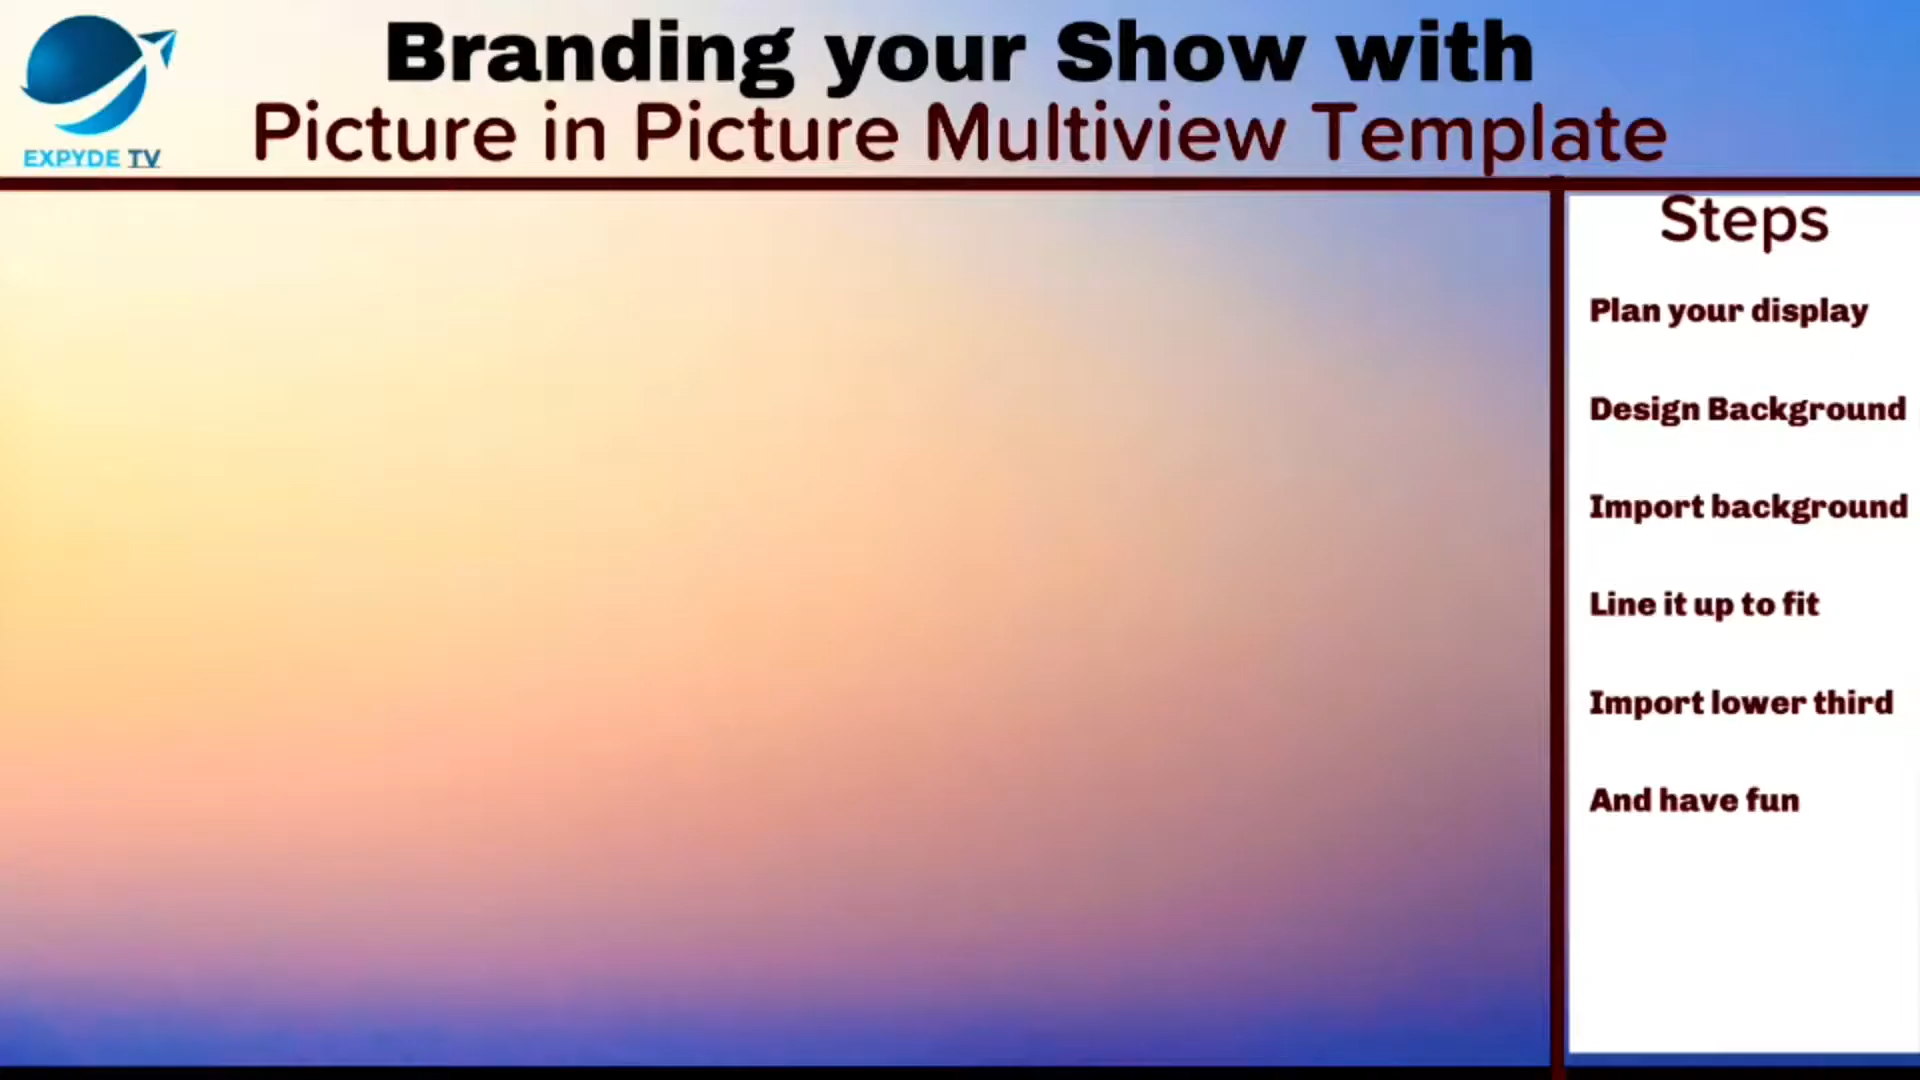 Branding your Show with
Picture in Picture Multiview Template
EXPYDE TV
Steps
Plan your display
Design Background
Import background
Line it up to fit
Import lower third
And have fun